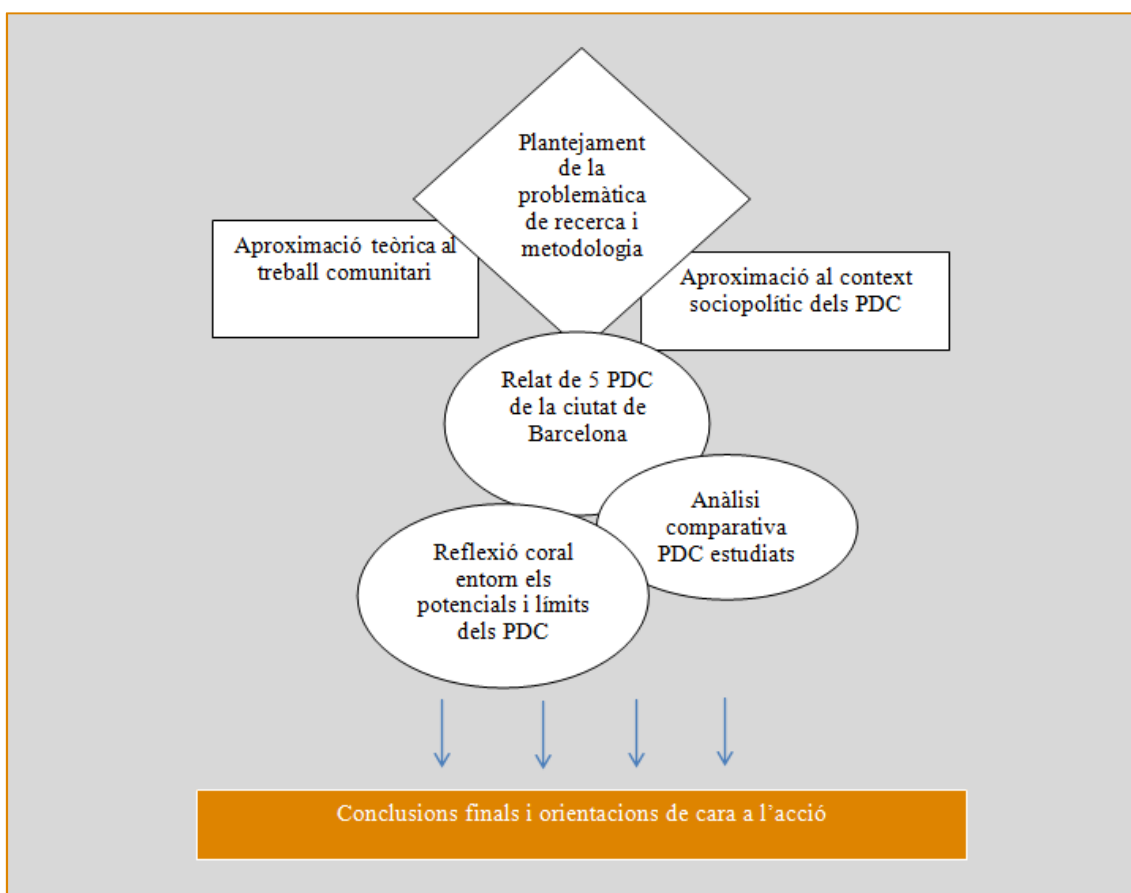 Plantejament
de la
problemàtica
de recerca i
metodologia
Aproximació teòrica al
treball comunitari
Aproximació al context
sociopolític dels PDC
Relat de 5 PDC
de la ciutat de
Barcelona
Anàlisi
comparativa
PDC estudiats
Reflexió coral
entorn els
potencials i límits
dels PDC
Conclusions finals i orientacions de cara a l’acció